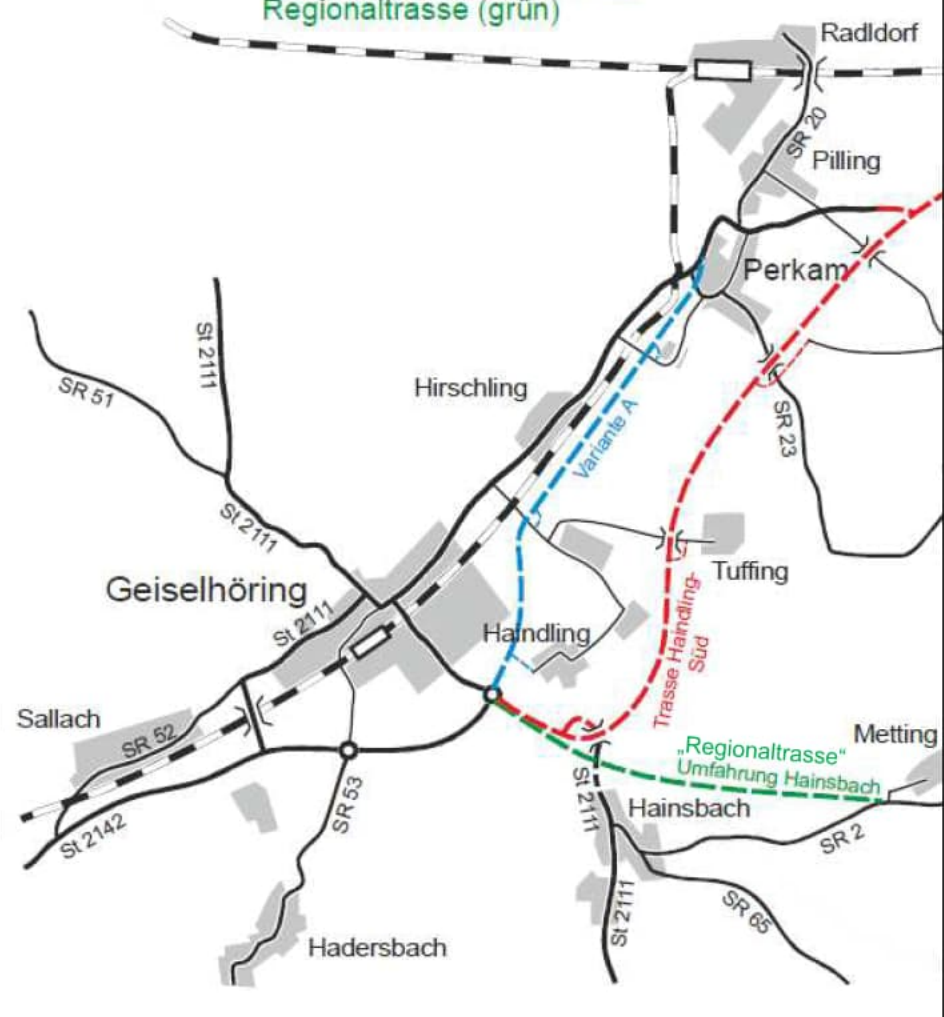 Regionaltrasse (grün)
Radldorf
SR 20
Pilling
Perkam
St 2111
SR 51
Hirschling
Variante A
SR 23
St 2111
Geiselhöring
St 2111
Tuffing
Haindling
Trasse Haindling-
Süd
Sallach
SR 52
Metting
„Regionaltrasse“
Umfahrung Hainsbach
St 2142
SR 53
St 2111
Hainsbach
SR 2
St 2111
SR 65
Hadersbach